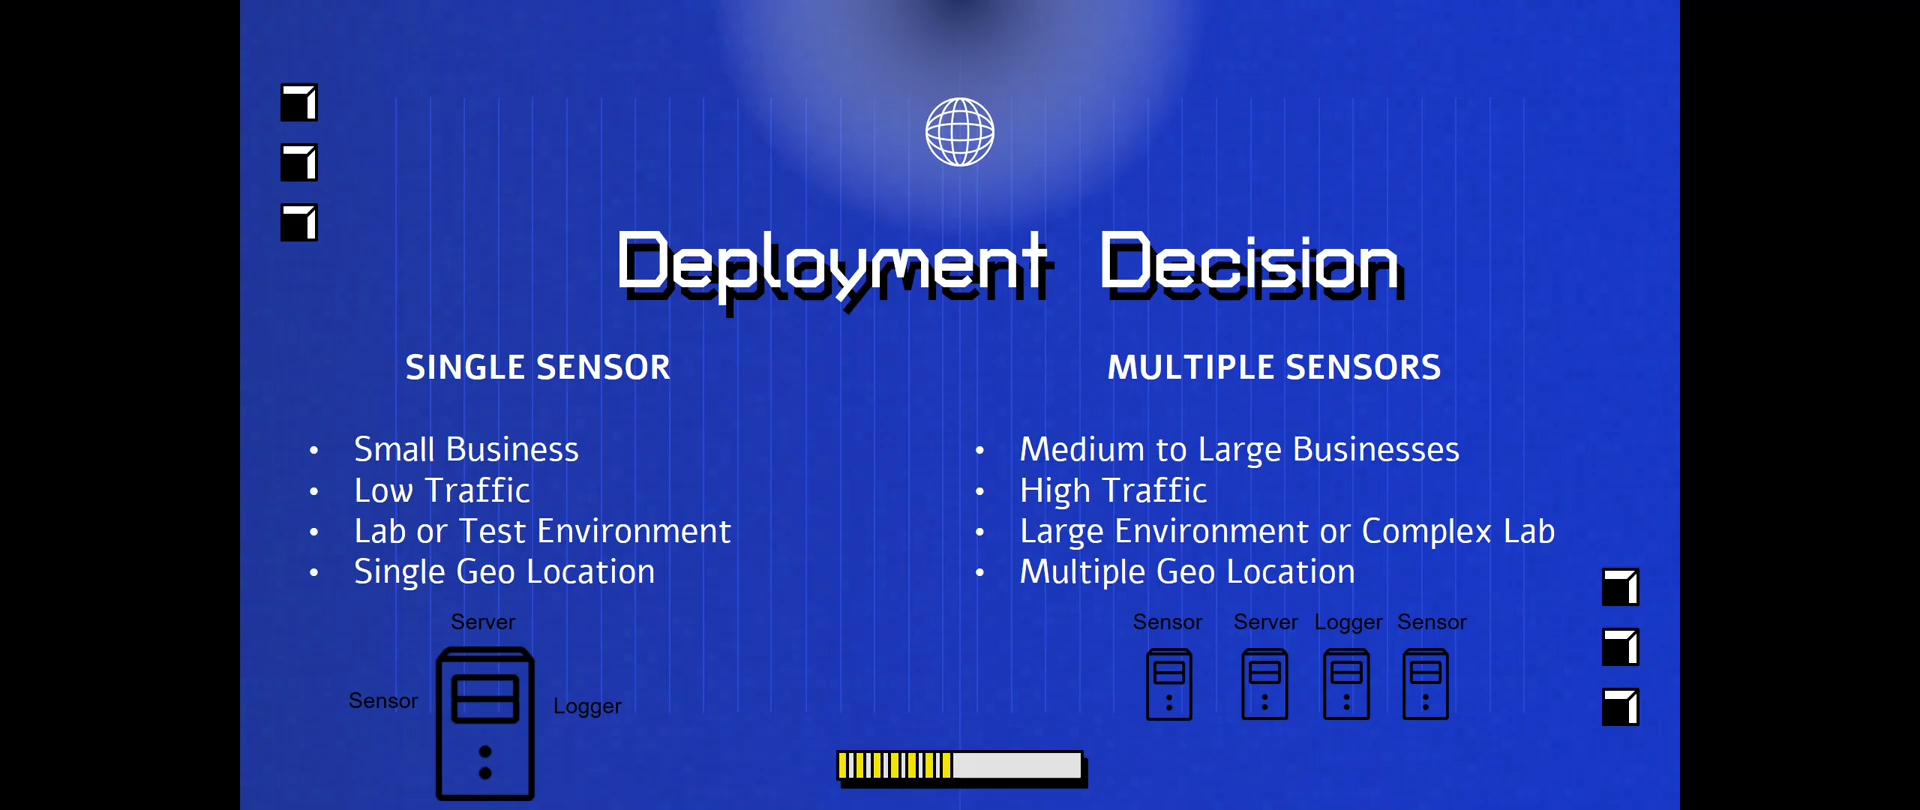 Deployment Decision
SINGLE SENSOR
• Small Business
• Low Traffic
• Lab or Test Environment
• Single Geo Location
Server
Sensor
Logger
MULTIPLE SENSORS
• Medium to Large Businesses
• High Traffic
• Large Environment or Complex Lab
• Multiple Geo Location
Sensor Server Logger Sensor